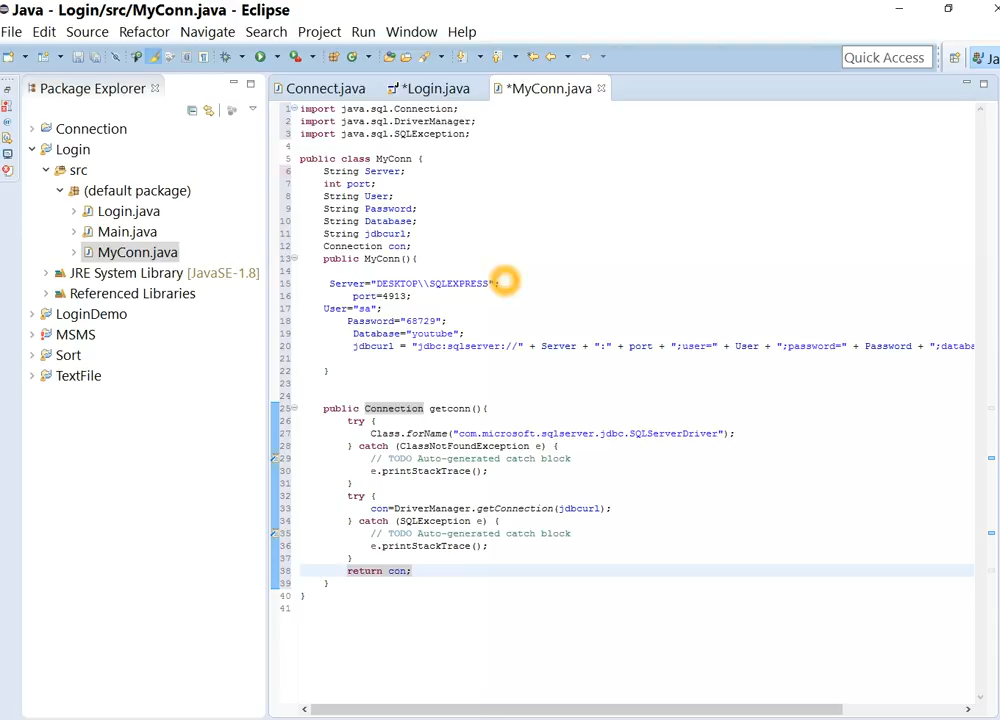 Java - Login/src/MyConn.java - Eclipse
File Edit Source Refactor Navigate Search Project Run Window Help
Quick Access
Ja
Package Explorer
Connect.java *Login.java *MyConn.java
Connection
Login
src
(default package)
Login.java
Main.java
MyConn.java
JRE System Library [JavaSE-1.8]
Referenced Libraries
LoginDemo
MSMS
Sort
TextFile
1 import java.sql.Connection;
2 import java.sql.DriverManager;
3 import java.sql.SQLException;
4
5 public class MyConn {
6 String Server;
7 int port;
8 String User;
9 String Password;
10 String Database;
11 String jdbcurl;
12 Connection con;
13 public MyConn(){
14
15 Server="DESKTOP\\SQLEXPRESS";
16 port=4913;
17 User="sa";
18 Password="68729";
19 Database="youtube";
20 jdbcurl = "jdbc:sqlserver://" + Server + ":" + port + ";user=" + User + ";password=" + Password + ";databa
21
22 }
23
24
25 public Connection getconn(){
26 try {
27 Class.forName("com.microsoft.sqlserver.jdbc.SQLServerDriver");
28 } catch (ClassNotFoundException e) {
29 // TODO Auto-generated catch block
30 e.printStackTrace();
31 }
32 try {
33 con=DriverManager.getConnection(jdbcurl);
34 } catch (SQLException e) {
35 // TODO Auto-generated catch block
36 e.printStackTrace();
37 }
38 return con;
39 }
40 }
41